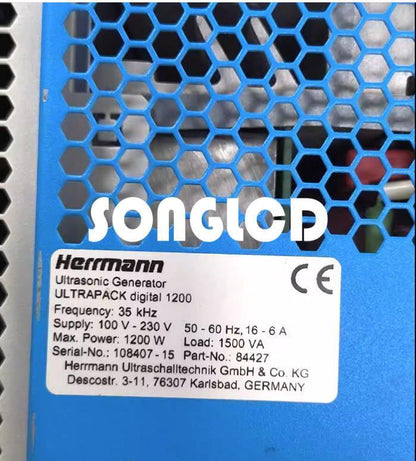 SONGLCD
Herrmann
CE
Ultrasonic Generator
ULTRAPACK digital 1200
Frequency: 35 kHz
Supply: 100 V - 230 V 50 - 60 Hz, 16 - 6 A
Max. Power: 1200 W Load: 1500 VA
Serial-No.: 108407 - 15 Part-No.: 84427
Herrmann Ultraschalltechnik GmbH & Co. KG
Descostr. 3-11, 76307 Karlsbad, GERMANY